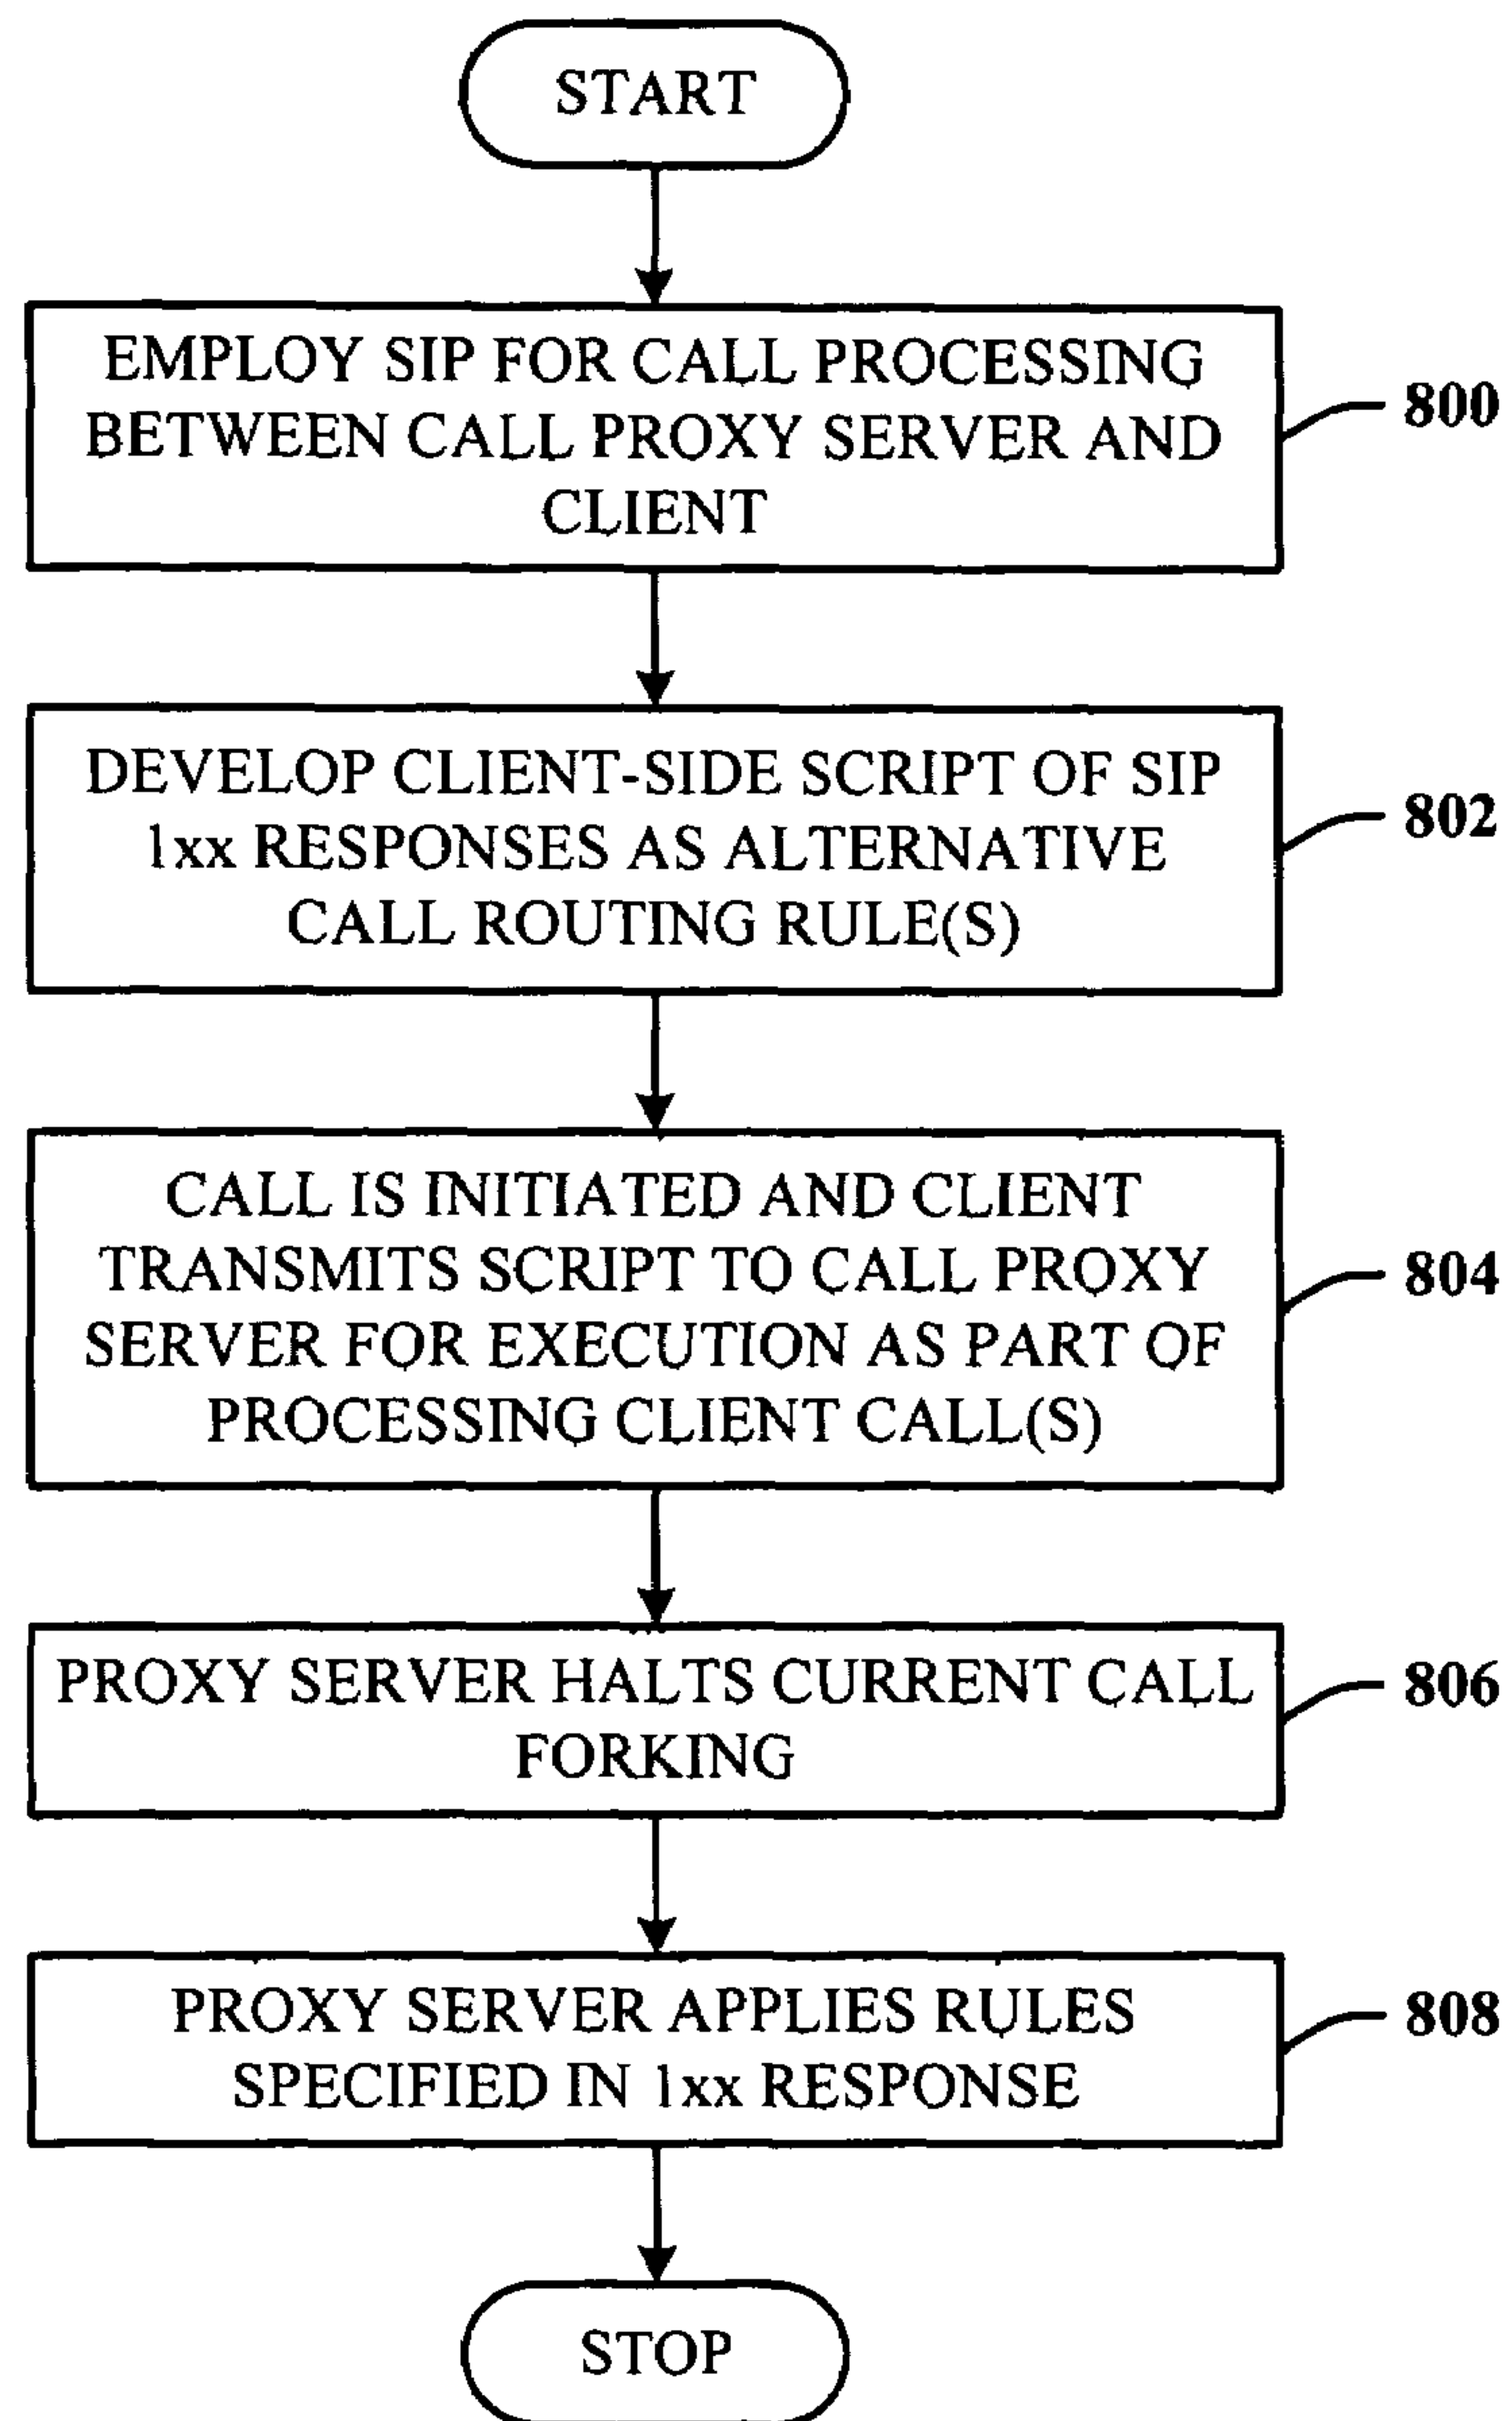 START
EMPLOY SIP FOR CALL PROCESSING
BETWEEN CALL PROXY SERVER AND
CLIENT
800
DEVELOP CLIENT-SIDE SCRIPT OF SIP
1xx RESPONSES AS ALTERNATIVE
CALL ROUTING RULE(S)
802
CALL IS INITIATED AND CLIENT
TRANSMITS SCRIPT TO CALL PROXY
SERVER FOR EXECUTION AS PART OF
PROCESSING CLIENT CALL(S)
804
PROXY SERVER HALTS CURRENT CALL
FORKING
806
PROXY SERVER APPLIES RULES
SPECIFIED IN 1xx RESPONSE
808
STOP